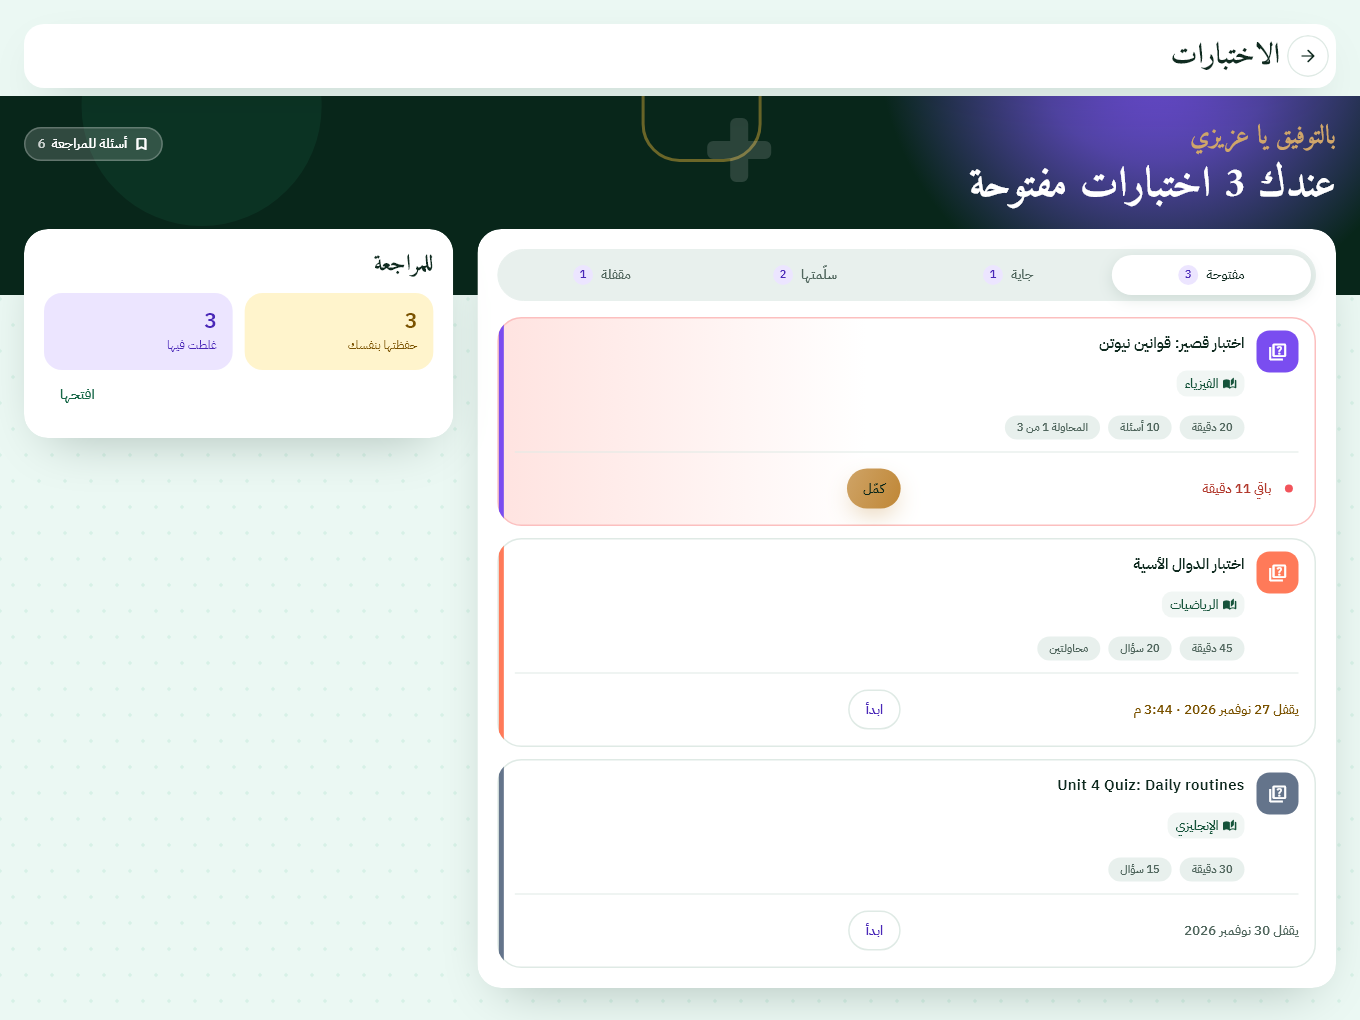 الاختبارات
بالتوفيق يا عزيزي
عندك 3 اختبارات مفتوحة
أسئلة للمراجعة 6
مفتوحة 3
جاية 1
سلّمتها 2
مقفلة 1
اختبار قصير: قوانين نيوتن
الفيزياء
20 دقيقة
10 أسئلة
المحاولة 1 من 3
باقي 11 دقيقة
كمّل
اختبار الدوال الأسية
الرياضيات
45 دقيقة
20 سؤال
محاولتين
يقفل 27 نوفمبر 2026 · 3:44 م
ابدأ
Unit 4 Quiz: Daily routines
الإنجليزي
30 دقيقة
15 سؤال
يقفل 30 نوفمبر 2026
ابدأ
للمراجعة
3
حفظتها بنفسك
3
غلطت فيها
افتحها